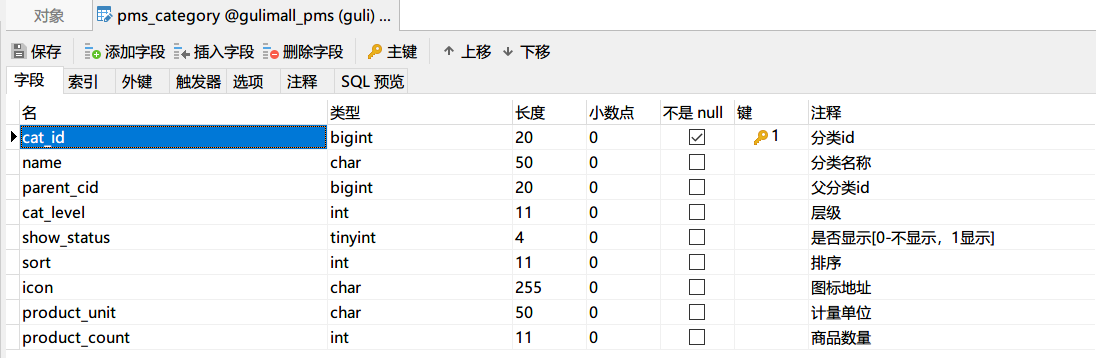 对象 pms_category @gulimall_pms (guli) ...
保存 添加字段 插入字段 删除字段 主键 上移 下移
字段 索引 外键 触发器 选项 注释 SQL 预览
名 类型 长度 小数点 不是 null 键 注释
cat_id bigint 20 0 1 分类id
name char 50 0 分类名称
parent_cid bigint 20 0 父分类id
cat_level int 11 0 层级
show_status tinyint 4 0 是否显示[0-不显示，1显示]
sort int 11 0 排序
icon char 255 0 图标地址
product_unit char 50 0 计量单位
product_count int 11 0 商品数量